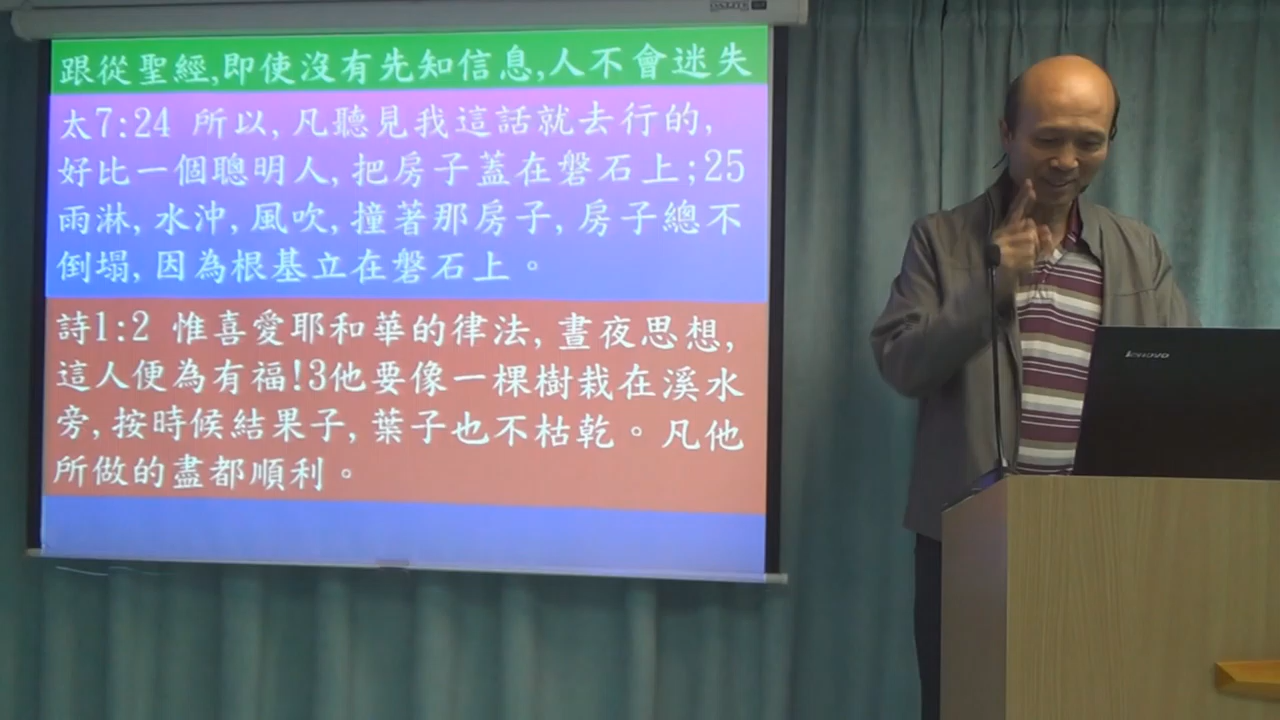 跟從聖經,即使沒有先知信息,人不會迷失
太7:24 所以,凡聽見我這話就去行的,
好比一個聰明人,把房子蓋在磐石上;25
雨淋,水沖,風吹,撞著那房子,房子總不
倒塌,因為根基立在磐石上。
詩1:2 惟喜愛耶和華的律法,晝夜思想,
這人便為有福!3他要像一棵樹栽在溪水
旁,按時候結果子,葉子也不枯乾。凡他
所做的盡都順利。
lenovo